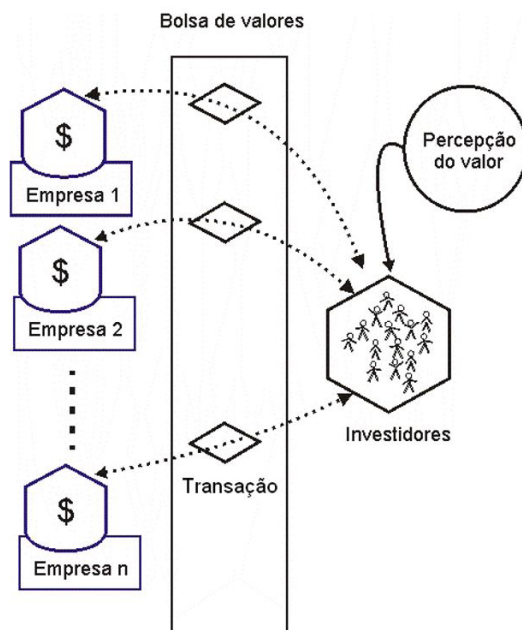 Bolsa de valores
$
Empresa 1
Percepção
do valor
$
Empresa 2
Investidores
Transação
$
Empresa n